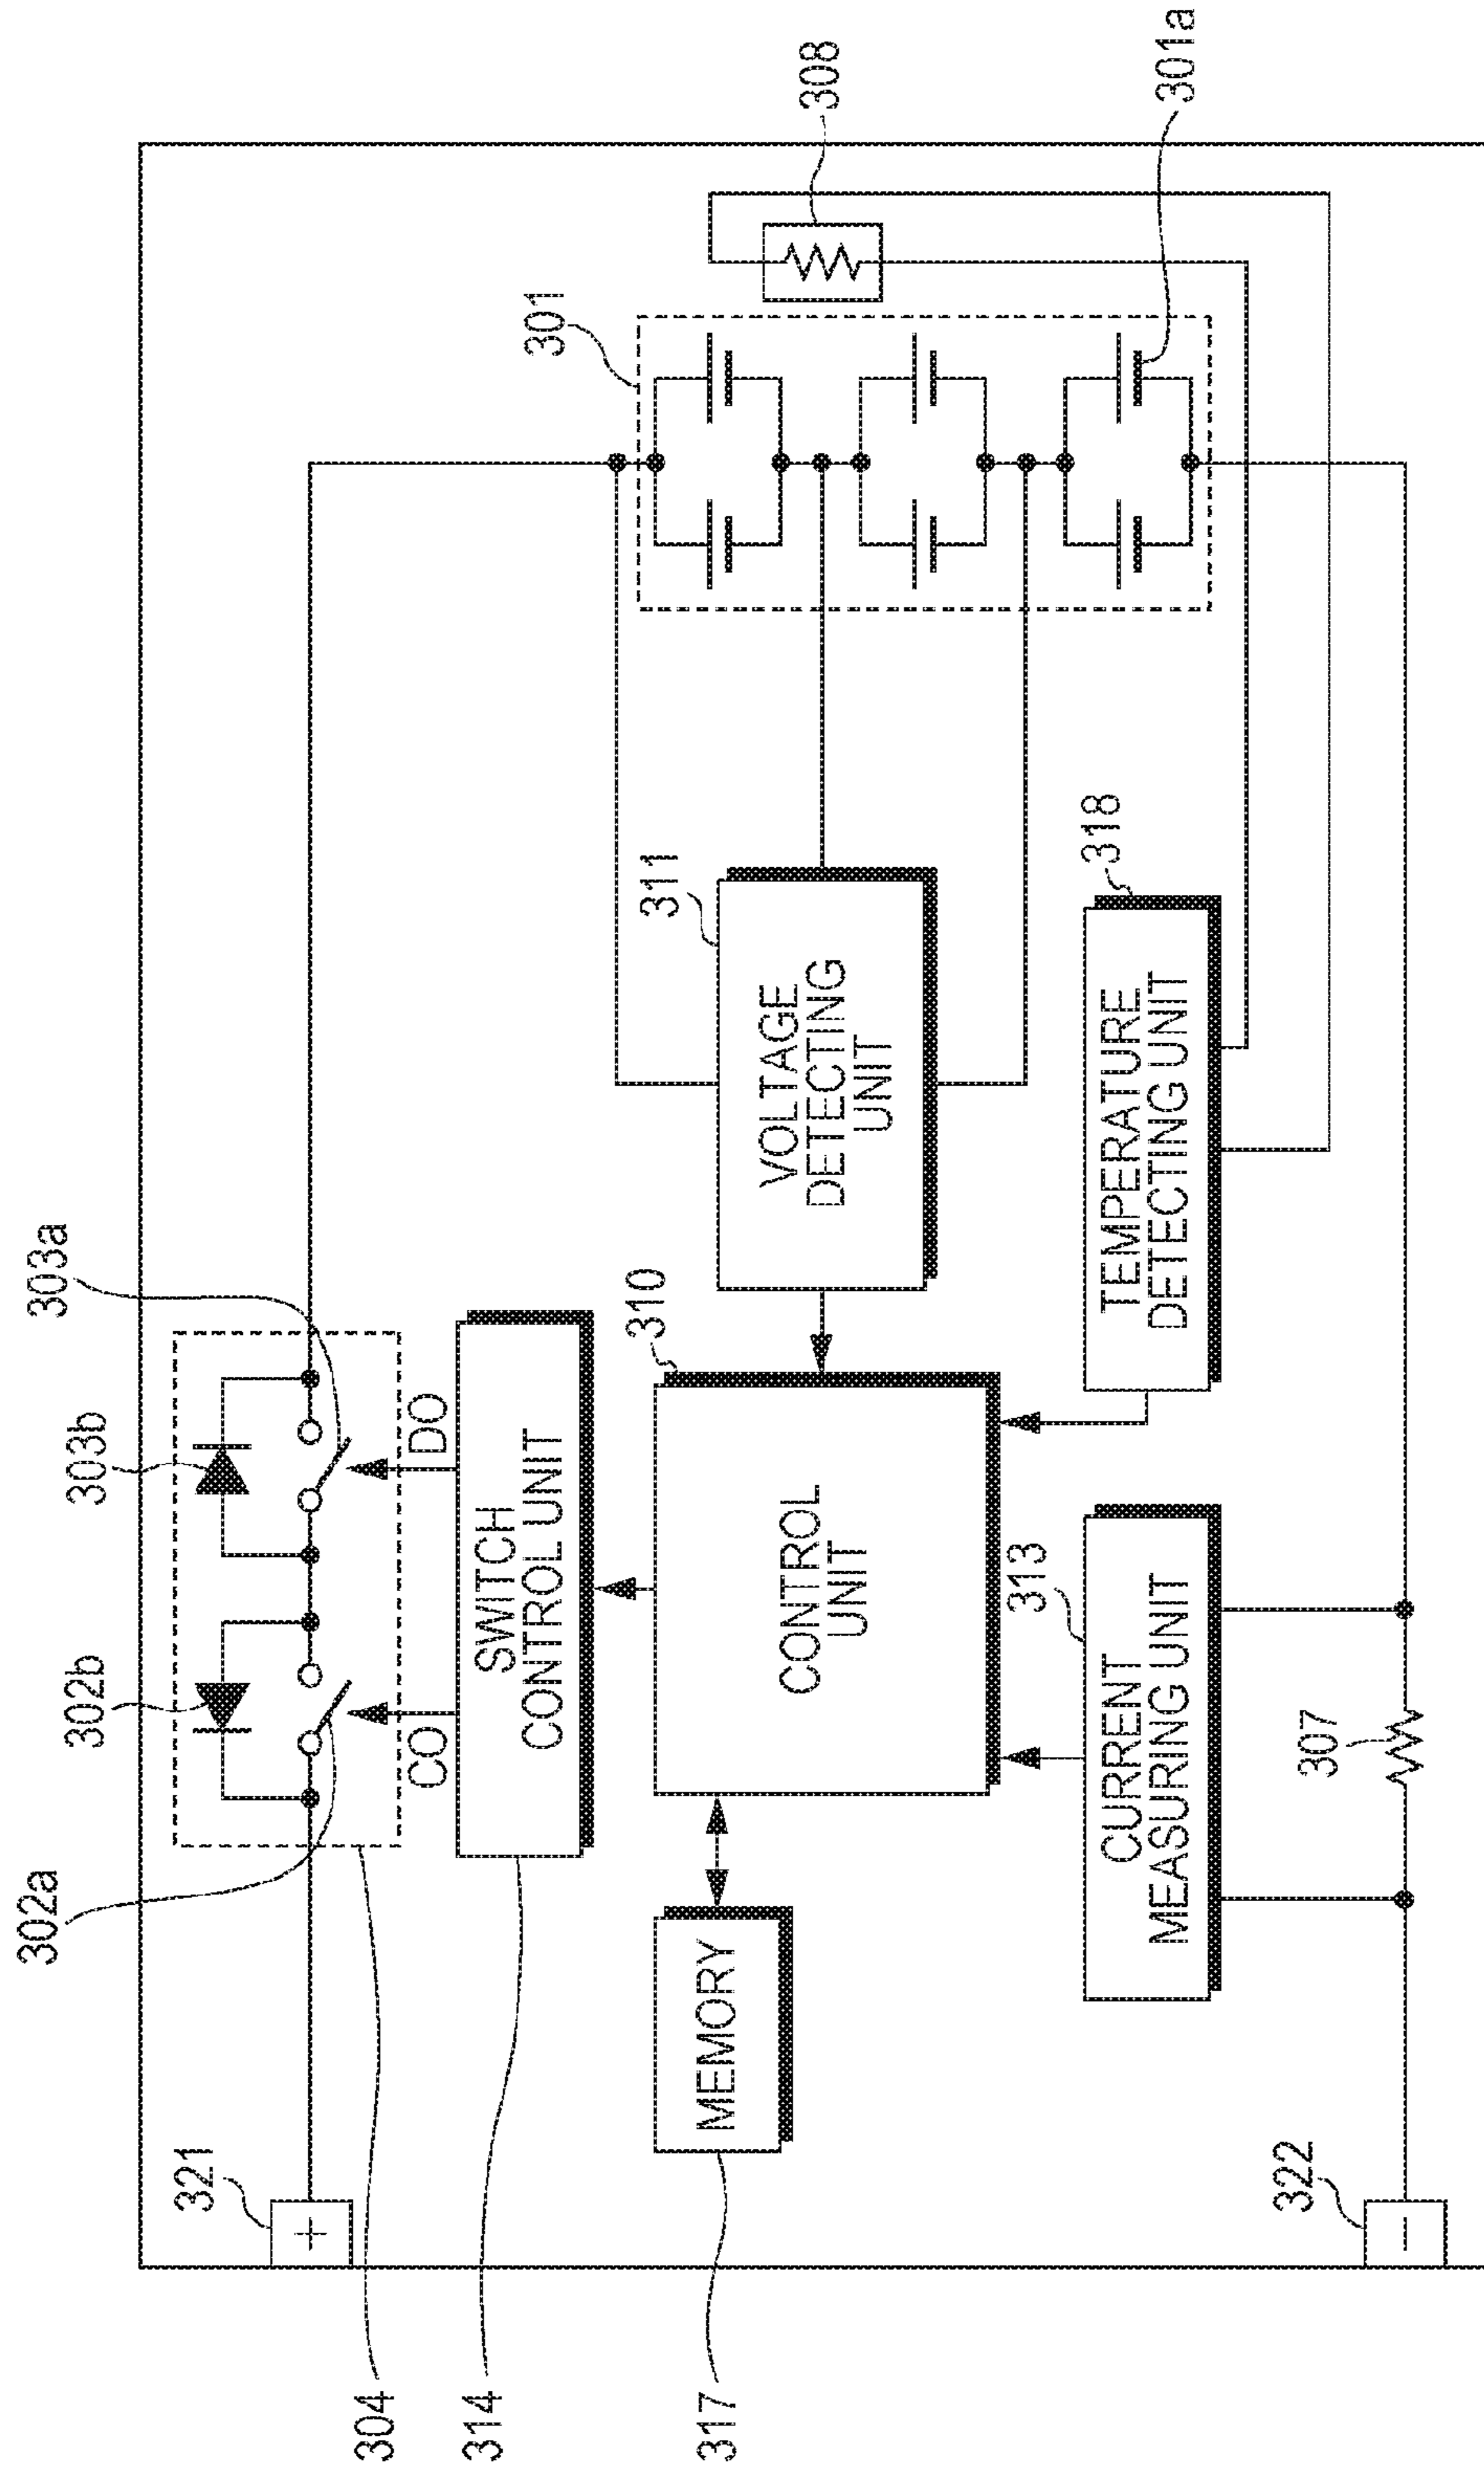 302a
302b
303b
303a
304
321
+
CO
DO
314
SWITCH
CONTROL UNIT
301
308
317
MEMORY
310
CONTROL
UNIT
311
VOLTAGE
DETECTING
UNIT
301a
313
CURRENT
MEASURING UNIT
318
TEMPERATURE
DETECTING UNIT
307
322
−